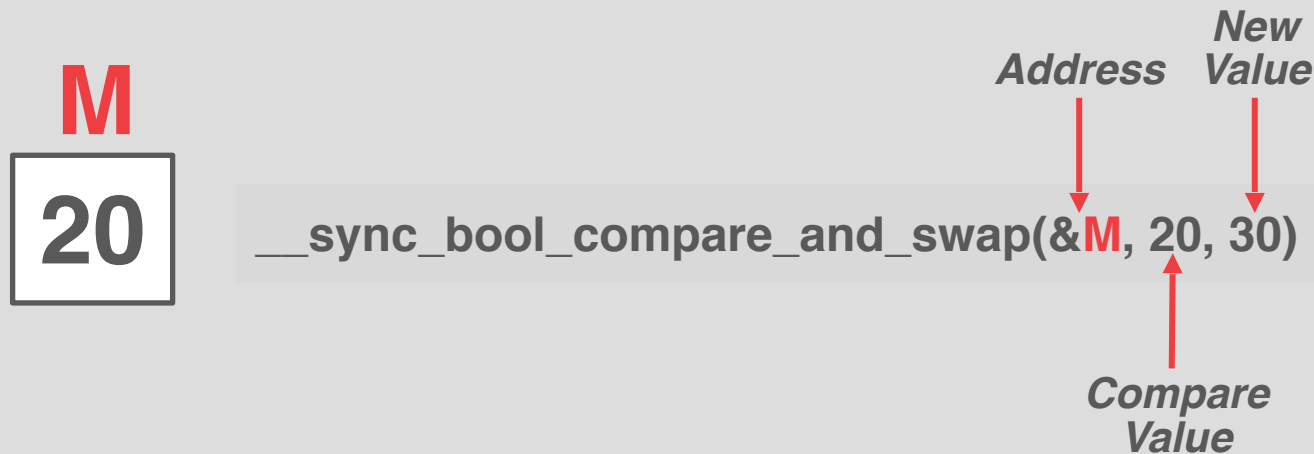 New
Address Value
M
20
__sync_bool_compare_and_swap(&M, 20, 30)
Compare
Value